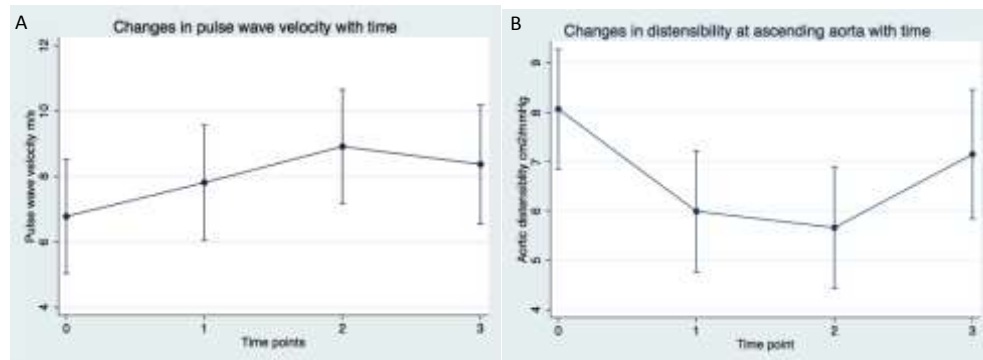 A
Changes in pulse wave velocity with time
Pulse wave velocity m/s
12
10
8
6
4
0 1 2 3
Time points
B
Changes in distensibility at ascending aorta with time
Aortic distensibility cm2/mmHg
9
8
7
6
5
4
0 1 2 3
Time point